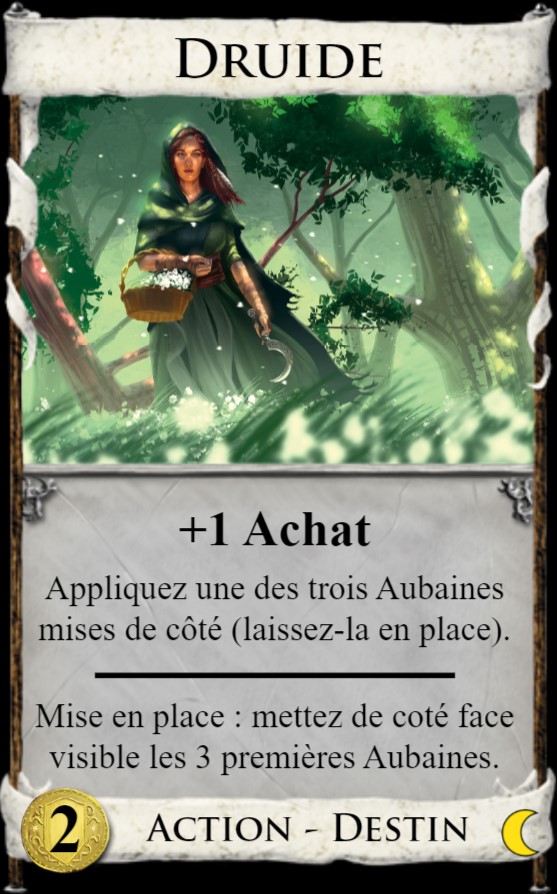 DRUIDE
+1 Achat
Appliquez une des trois Aubaines
mises de côté (laissez-la en place).
Mise en place : mettez de coté face
visible les 3 premières Aubaines.
2
ACTION - DESTIN